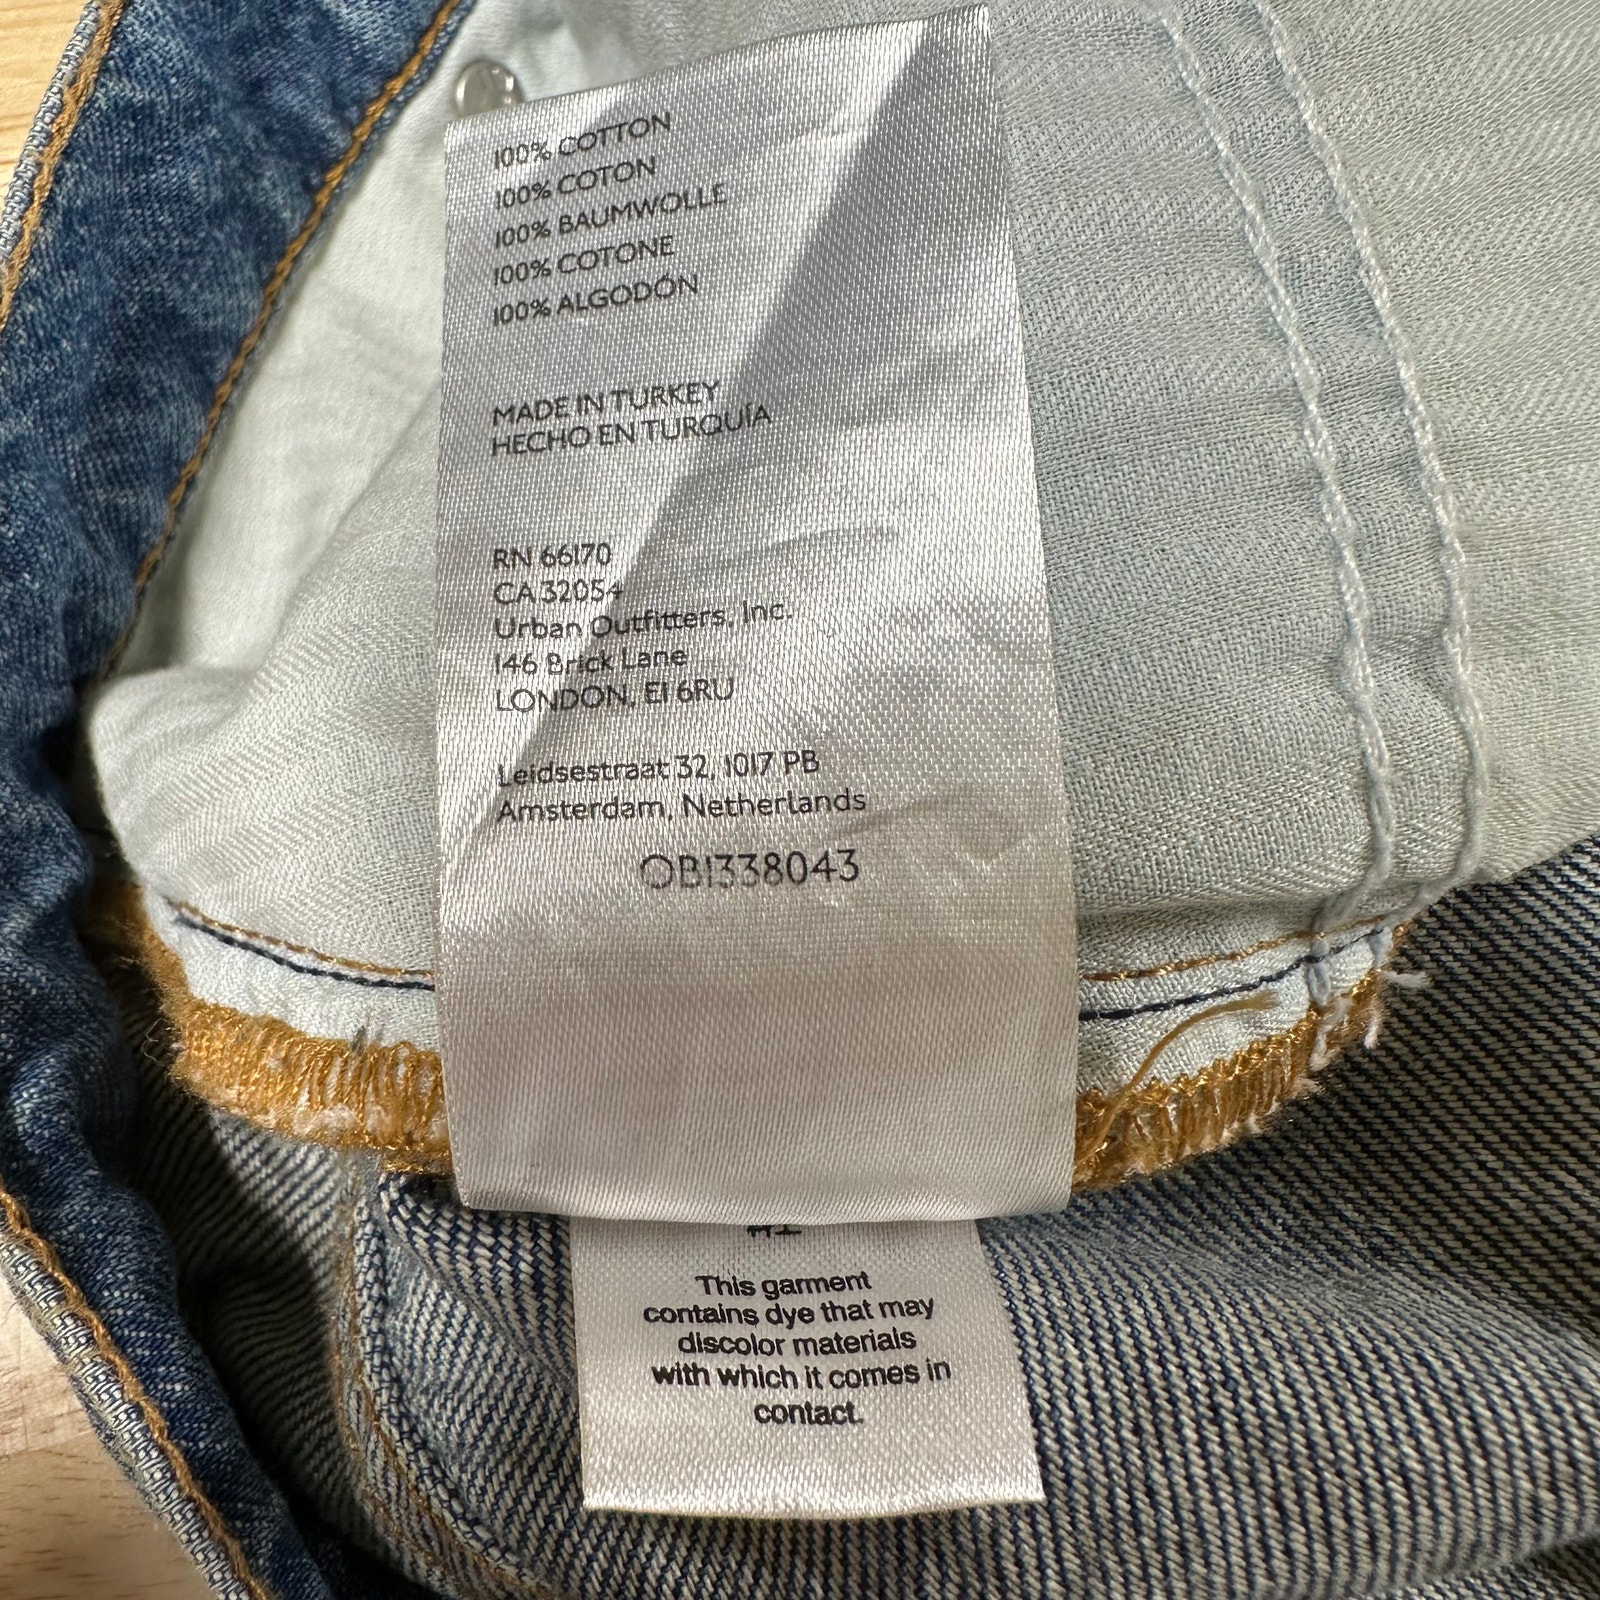 100% COTTON
100% COTON
100% BAUMWOLLE
100% COTONE
100% ALGODÓN
MADE IN TURKEY
HECHO EN TURQUÍA
RN 66170
CA 32054
Urban Outfitters, Inc.
146 Brick Lane
LONDON, E1 6RU
Leidsestraat 32, 1017 PB
Amsterdam, Netherlands
OB1338043
This garment
contains dye that may
discolor materials
with which it comes in
contact.